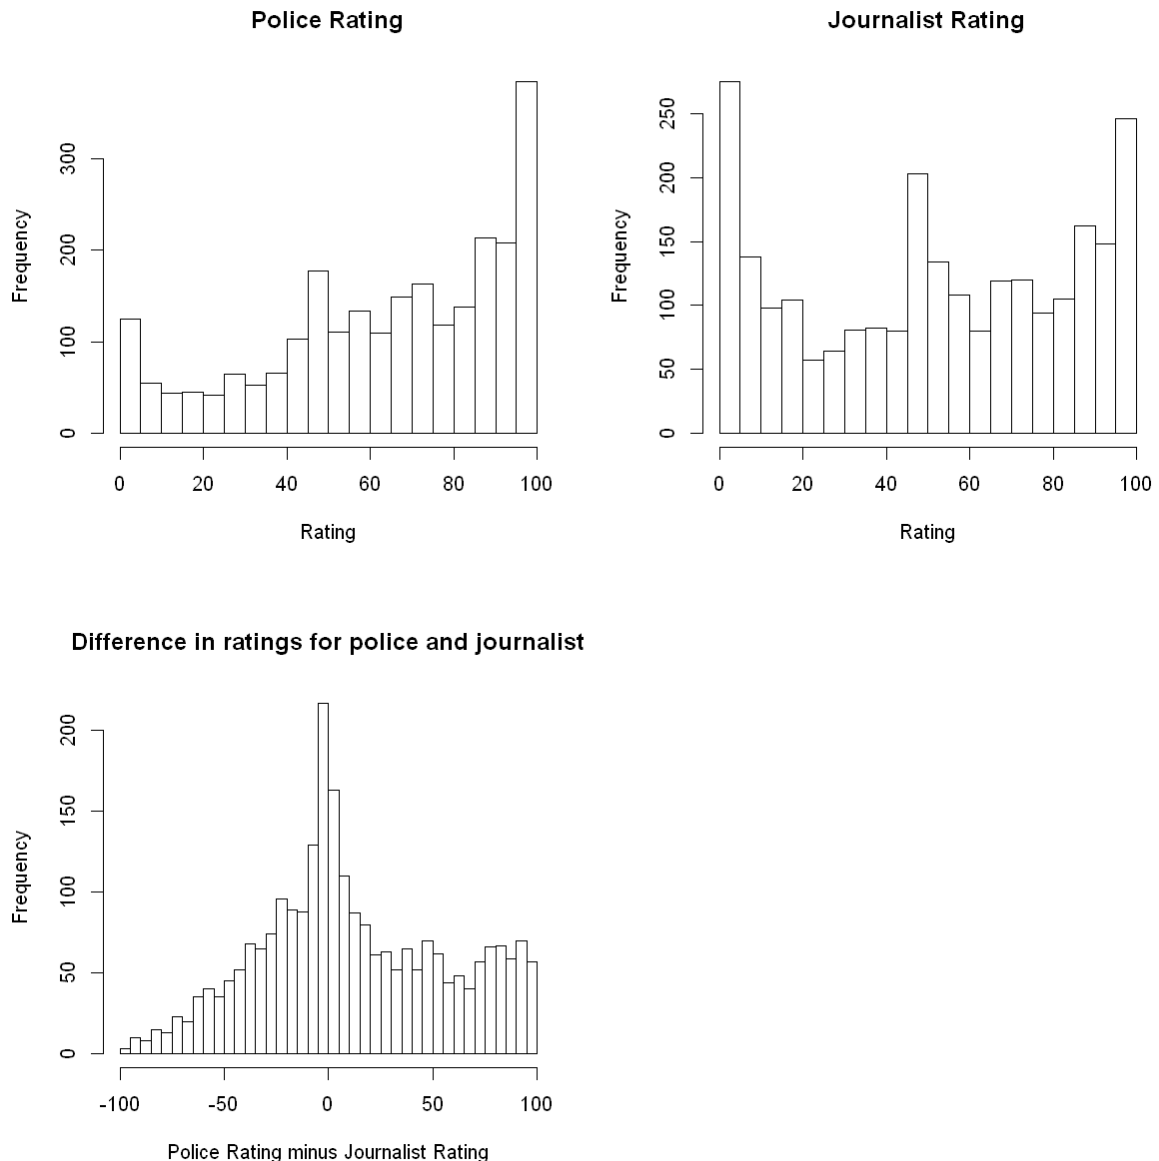 Police Rating
Frequency
0 100 200 300
0 20 40 60 80 100
Rating
Journalist Rating
Frequency
0 50 100 150 200 250
0 20 40 60 80 100
Rating
Difference in ratings for police and journalist
Frequency
0 50 100 150 200
-100 -50 0 50 100
Police Rating minus Journalist Rating